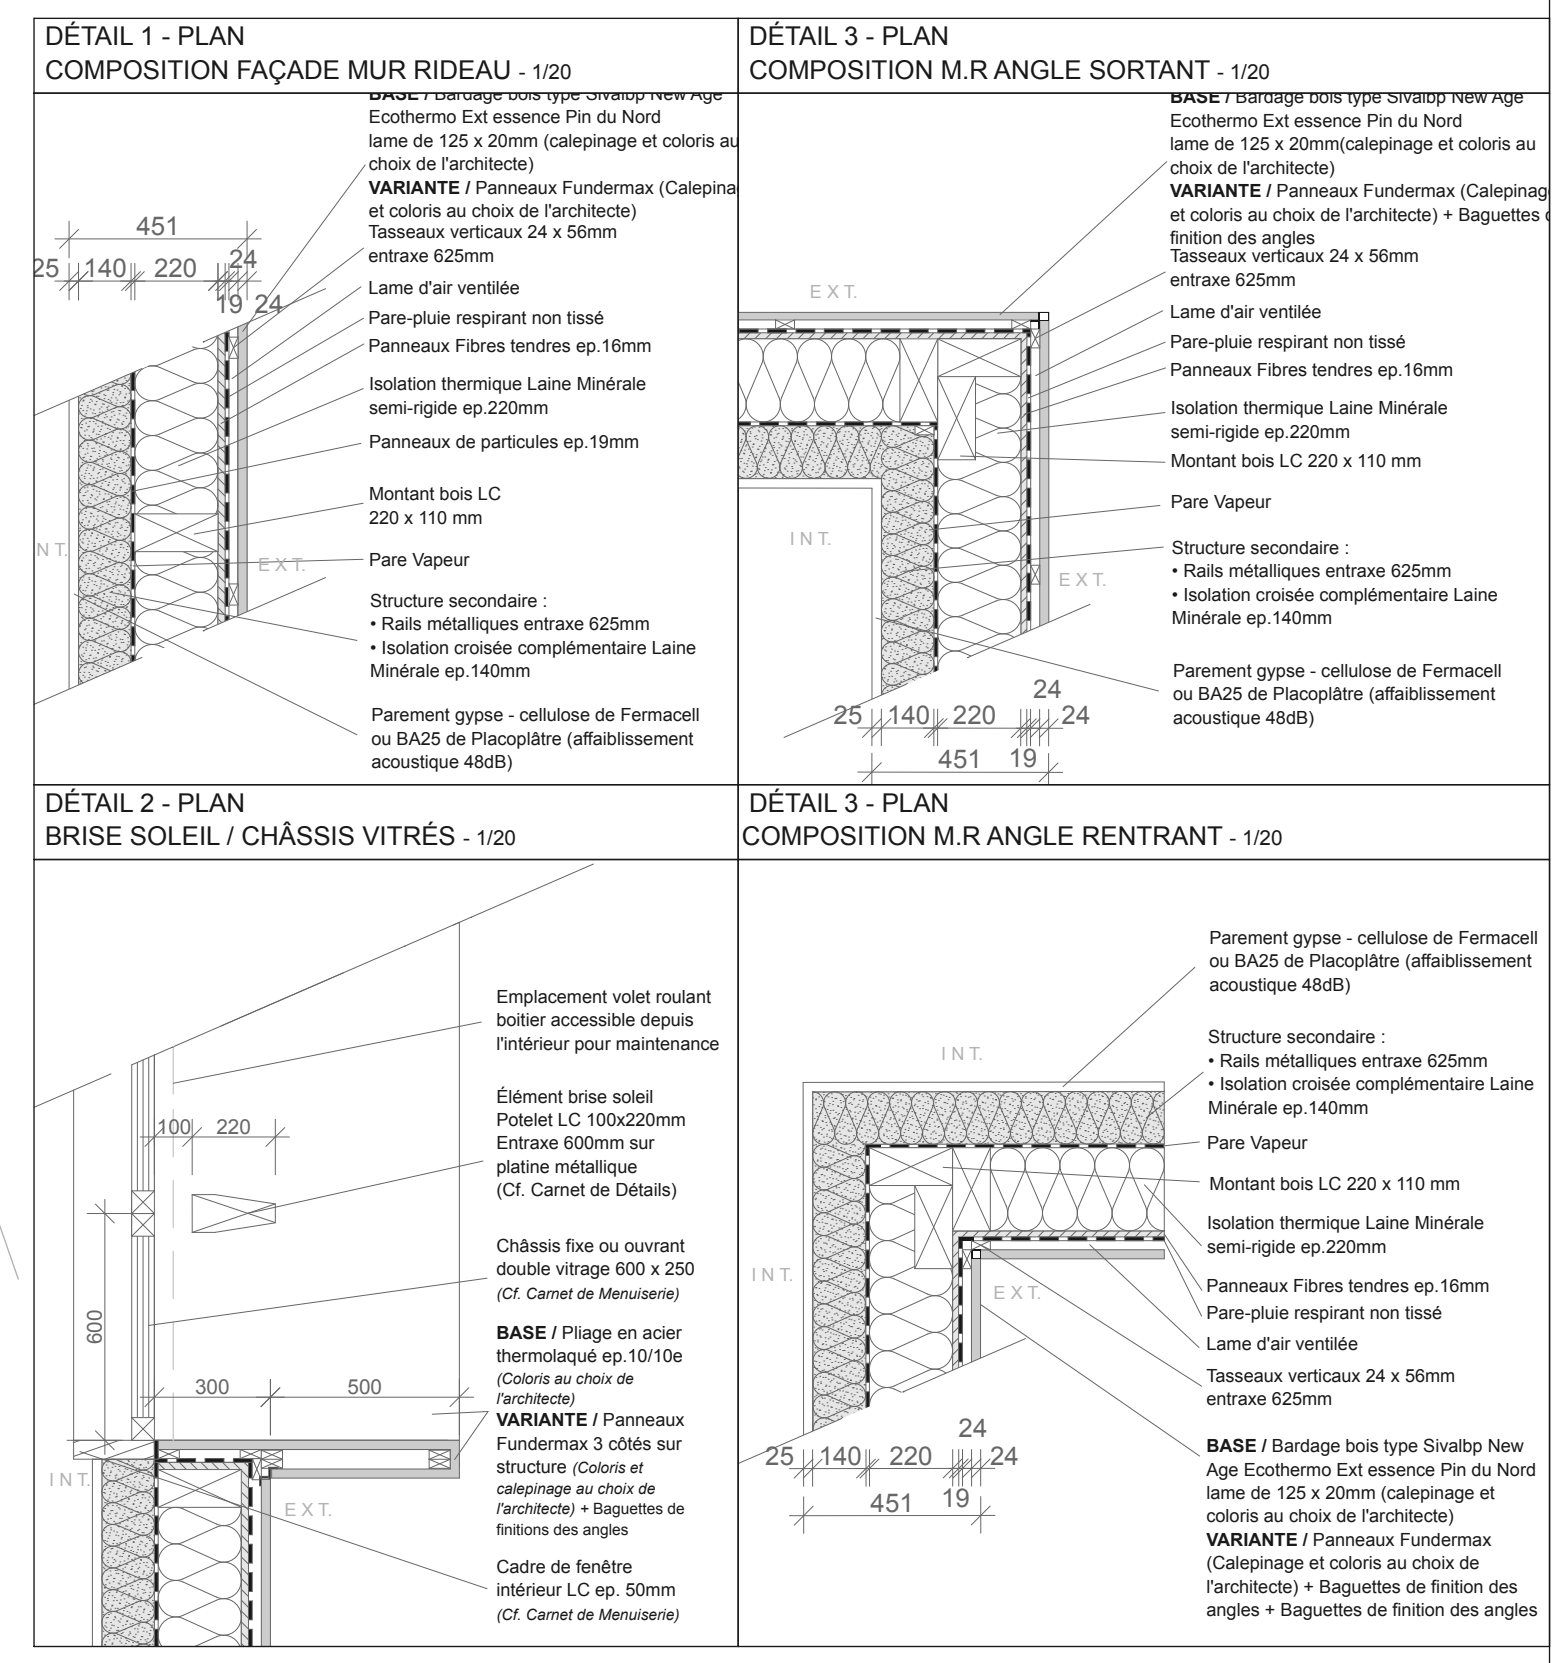 DÉTAIL 1 - PLAN
COMPOSITION FAÇADE MUR RIDEAU - 1/20
BASE / Bardage bois type Sivalbp New Age
Ecothermo Ext essence Pin du Nord
lame de 125 x 20mm (calepinage et coloris au
choix de l'architecte)
VARIANTE / Panneaux Fundermax (Calepina
et coloris au choix de l'architecte)
Tasseaux verticaux 24 x 56mm
entraxe 625mm
Lame d'air ventilée
Pare-pluie respirant non tissé
Panneaux Fibres tendres ep.16mm
Isolation thermique Laine Minérale
semi-rigide ep.220mm
Panneaux de particules ep.19mm
Montant bois LC
220 x 110 mm
Pare Vapeur
Structure secondaire :
• Rails métalliques entraxe 625mm
• Isolation croisée complémentaire Laine
Minérale ep.140mm
Parement gypse - cellulose de Fermacell
ou BA25 de Placoplâtre (affaiblissement
acoustique 48dB)
451
25 140 220 24
19 24
N T.
E X T.
DÉTAIL 3 - PLAN
COMPOSITION M.R ANGLE SORTANT - 1/20
BASE / Bardage bois type Sivalbp New Age
Ecothermo Ext essence Pin du Nord
lame de 125 x 20mm(calepinage et coloris au
choix de l'architecte)
VARIANTE / Panneaux Fundermax (Calepinag
et coloris au choix de l'architecte) + Baguettes
finition des angles
Tasseaux verticaux 24 x 56mm
entraxe 625mm
Lame d'air ventilée
Pare-pluie respirant non tissé
Panneaux Fibres tendres ep.16mm
Isolation thermique Laine Minérale
semi-rigide ep.220mm
Montant bois LC 220 x 110 mm
Pare Vapeur
Structure secondaire :
• Rails métalliques entraxe 625mm
• Isolation croisée complémentaire Laine
Minérale ep.140mm
Parement gypse - cellulose de Fermacell
ou BA25 de Placoplâtre (affaiblissement
acoustique 48dB)
E X T.
I N T.
E X T.
24
25 140 220 24
451 19
DÉTAIL 2 - PLAN
BRISE SOLEIL / CHÂSSIS VITRÉS - 1/20
Emplacement volet roulant
boitier accessible depuis
l'intérieur pour maintenance
Élément brise soleil
Potelet LC 100x220mm
Entraxe 600mm sur
platine métallique
(Cf. Carnet de Détails)
Châssis fixe ou ouvrant
double vitrage 600 x 250
(Cf. Carnet de Menuiserie)
BASE / Pliage en acier
thermolaqué ep.10/10e
(Coloris au choix de
l'architecte)
VARIANTE / Panneaux
Fundermax 3 côtés sur
structure (Coloris et
calepinage au choix de
l'architecte) + Baguettes de
finitions des angles
Cadre de fenêtre
intérieur LC ep. 50mm
(Cf. Carnet de Menuiserie)
100 220
600
300 500
I N T.
E X T.
DÉTAIL 3 - PLAN
COMPOSITION M.R ANGLE RENTRANT - 1/20
Parement gypse - cellulose de Fermacell
ou BA25 de Placoplâtre (affaiblissement
acoustique 48dB)
Structure secondaire :
• Rails métalliques entraxe 625mm
• Isolation croisée complémentaire Laine
Minérale ep.140mm
Pare Vapeur
Montant bois LC 220 x 110 mm
Isolation thermique Laine Minérale
semi-rigide ep.220mm
Panneaux Fibres tendres ep.16mm
Pare-pluie respirant non tissé
Lame d'air ventilée
Tasseaux verticaux 24 x 56mm
entraxe 625mm
BASE / Bardage bois type Sivalbp New
Age Ecothermo Ext essence Pin du Nord
lame de 125 x 20mm (calepinage et
coloris au choix de l'architecte)
VARIANTE / Panneaux Fundermax
(Calepinage et coloris au choix de
l'architecte) + Baguettes de finition des
angles + Baguettes de finition des angles
I N T.
I N T.
E X T.
24
25 140 220 24
451 19